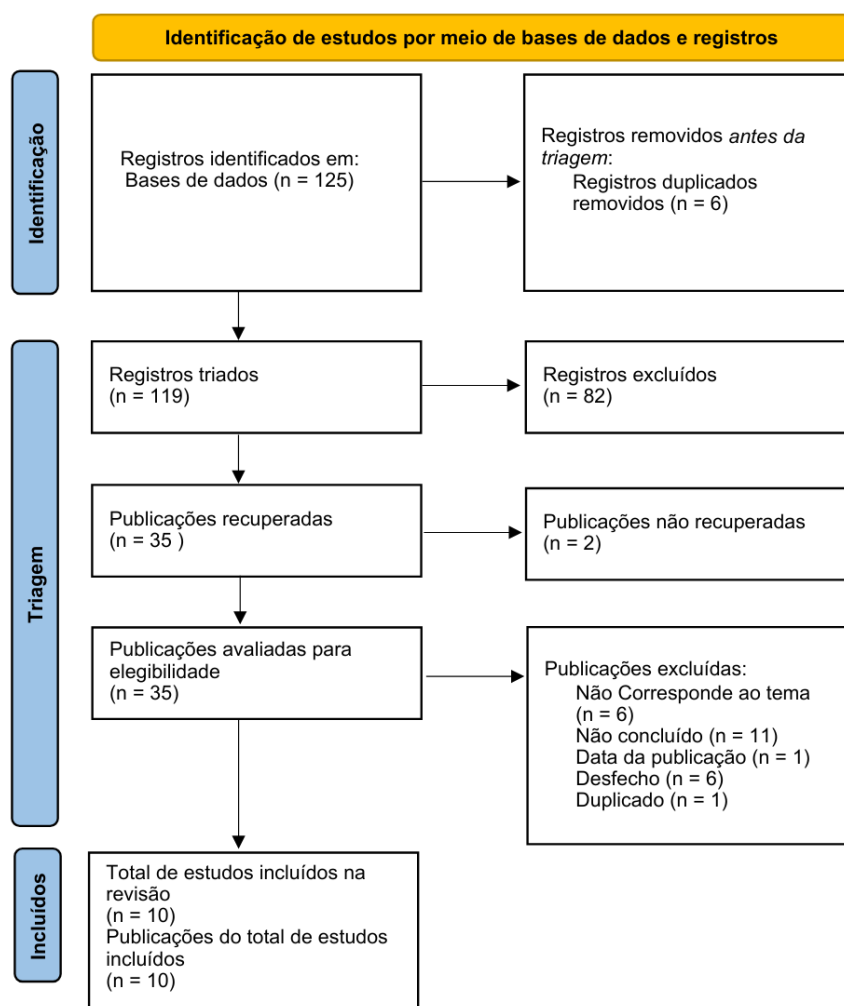 Identificação de estudos por meio de bases de dados e registros
Identificação
Registros identificados em:
Bases de dados (n = 125)
Registros removidos antes da
triagem:
Registros duplicados
removidos (n = 6)
Triagem
Registros triados
(n = 119)
Registros excluídos
(n = 82)
Publicações recuperadas
(n = 35 )
Publicações não recuperadas
(n = 2)
Publicações avaliadas para
elegibilidade
(n = 35)
Publicações excluídas:
Não Corresponde ao tema
(n = 6)
Não concluído (n = 11)
Data da publicação (n = 1)
Desfecho (n = 6)
Duplicado (n = 1)
Incluídos
Total de estudos incluídos na
revisão
(n = 10)
Publicações do total de estudos
incluídos
(n = 10)